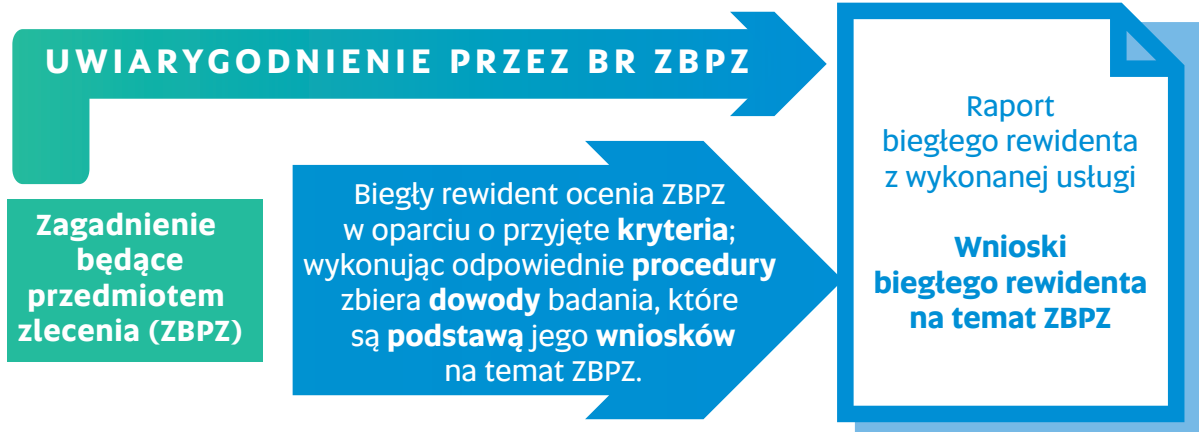 UWIARYGODNIENIE PRZEZ BR ZBPZ
Zagadnienie
będące
przedmiotem
zlecenia (ZBPZ)
Biegły rewident ocenia ZBPZ
w oparciu o przyjęte kryteria;
wykonując odpowiednie procedury
zbiera dowody badania, które
są podstawą jego wniosków
na temat ZBPZ.
Raport
biegłego rewidenta
z wykonanej usługi
Wnioski
biegłego rewidenta
na temat ZBPZ